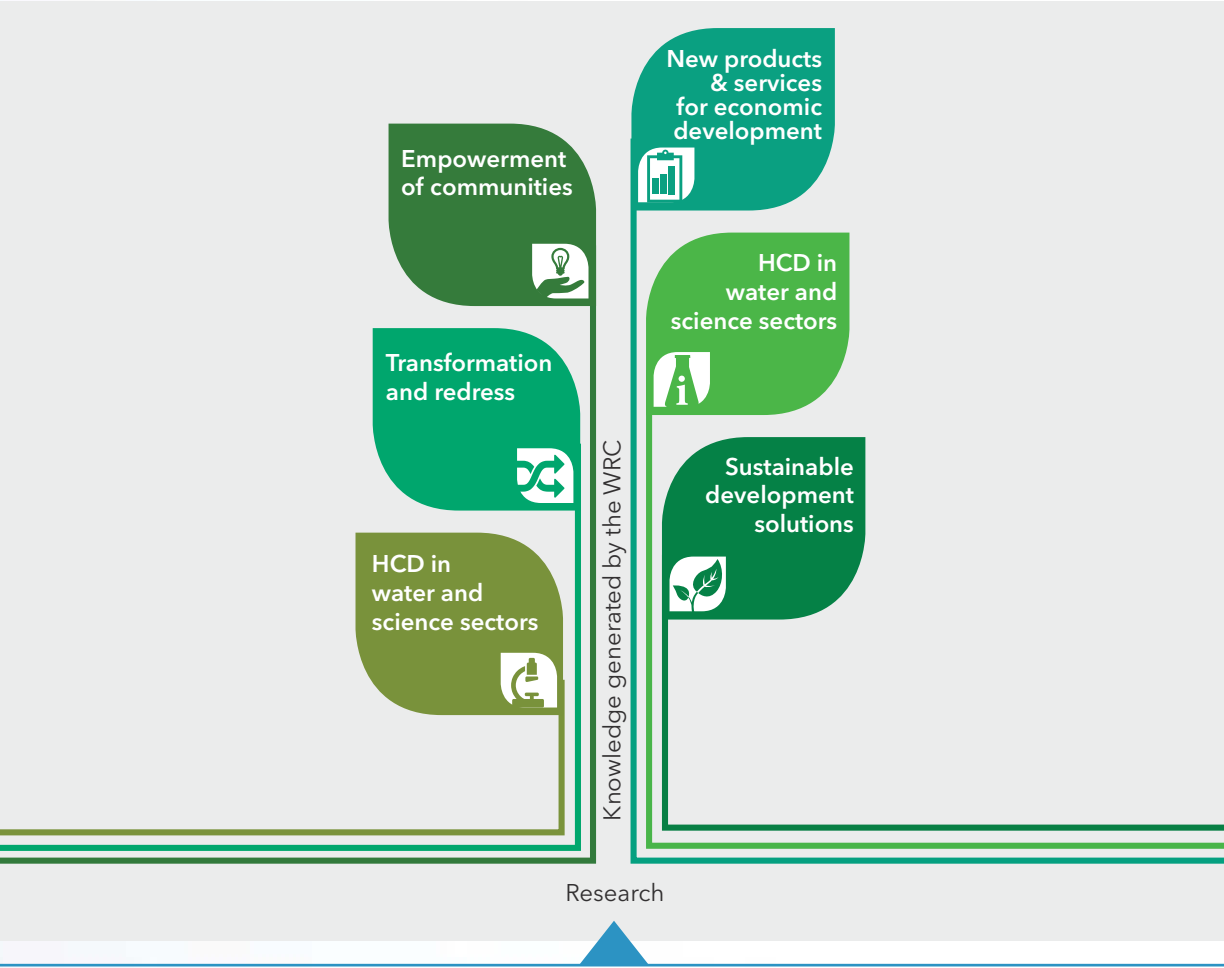 New products
& services
for economic
development
Empowerment
of communities
HCD in
water and
science sectors
Transformation
and redress
Sustainable
development
solutions
HCD in
water and
science sectors
i
Knowledge generated by the WRC
Research